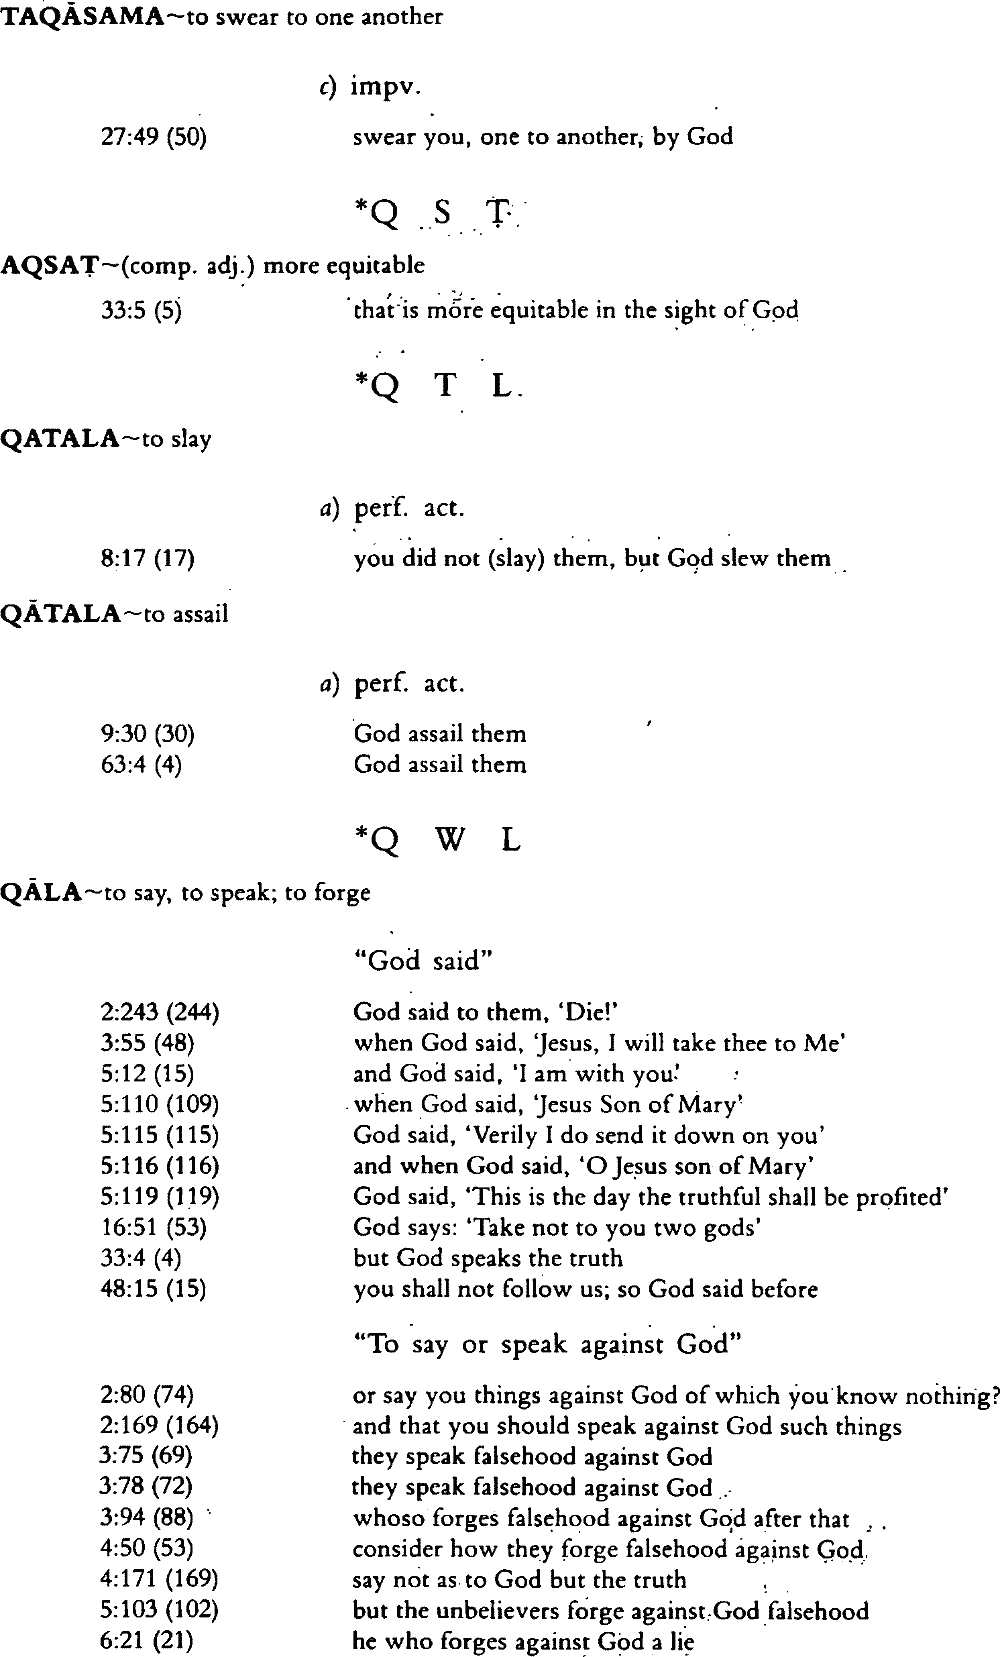 TAQĀSAMA~to swear to one another
c) impv.
27:49 (50) swear you, one to another, by God
*Q S Ṭ
AQSAṬ~(comp. adj.) more equitable
33:5 (5) that is more equitable in the sight of God
*Q T L
QATALA~to slay
a) perf. act.
8:17 (17) you did not (slay) them, but God slew them
QĀTALA~to assail
a) perf. act.
9:30 (30) God assail them
63:4 (4) God assail them
*Q W L
QĀLA~to say, to speak; to forge
“God said”
2:243 (244) God said to them, ‘Die!’
3:55 (48) when God said, ‘Jesus, I will take thee to Me’
5:12 (15) and God said, ‘I am with you’
5:110 (109) when God said, ‘Jesus Son of Mary’
5:115 (115) God said, ‘Verily I do send it down on you’
5:116 (116) and when God said, ‘O Jesus son of Mary’
5:119 (119) God said, ‘This is the day the truthful shall be profited’
16:51 (53) God says: ‘Take not to you two gods’
33:4 (4) but God speaks the truth
48:15 (15) you shall not follow us; so God said before
“To say or speak against God”
2:80 (74) or say you things against God of which you know nothing?
2:169 (164) and that you should speak against God such things
3:75 (69) they speak falsehood against God
3:78 (72) they speak falsehood against God
3:94 (88) whoso forges falsehood against God after that
4:50 (53) consider how they forge falsehood against God
4:171 (169) say not as to God but the truth
5:103 (102) but the unbelievers forge against God falsehood
6:21 (21) he who forges against God a lie